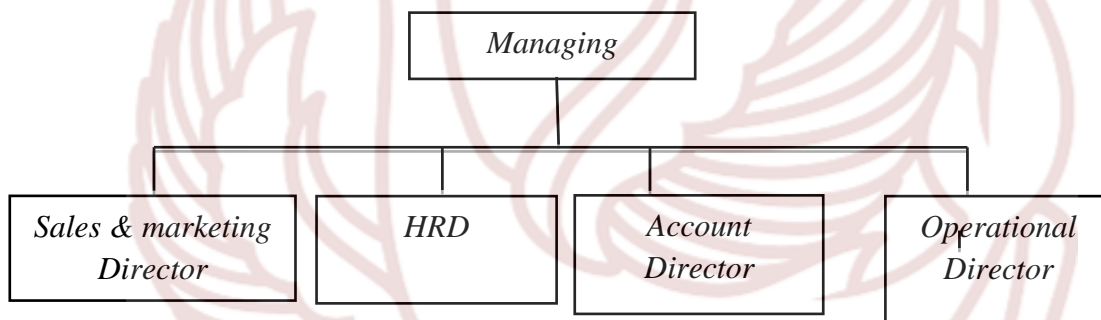 Managing
Sales & marketing
Director
HRD
Account
Director
Operational
Director